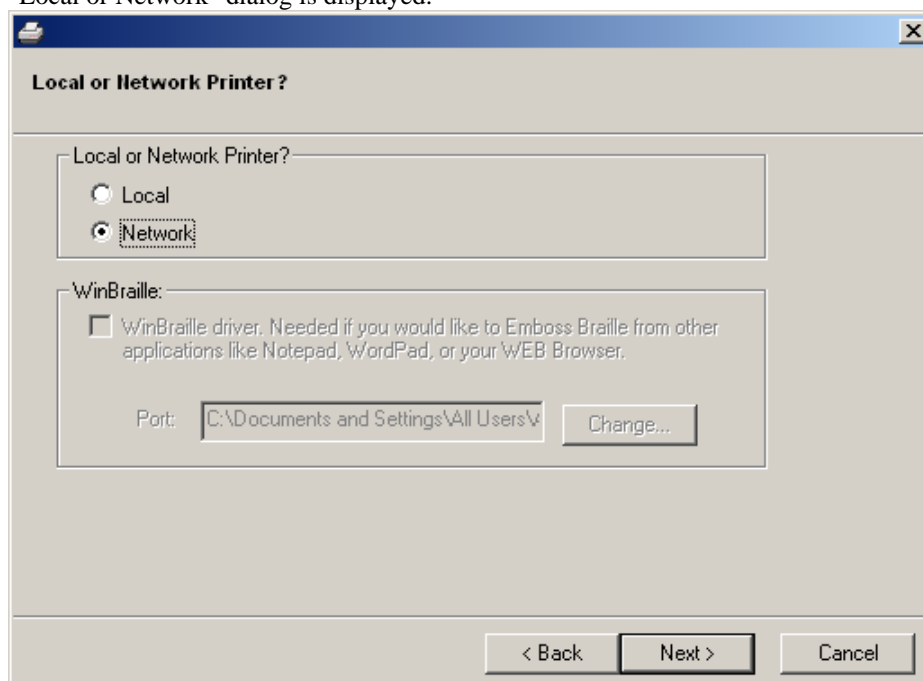 "Local or Network" dialog is displayed.
Local or Network Printer?
Local or Network Printer?
Local
Network
WinBraille:
WinBraille driver. Needed if you would like to Emboss Braille from other
applications like Notepad, WordPad, or your WEB Browser.
Port: C:\Documents and Settings\All Users\ Change...
< Back Next > Cancel